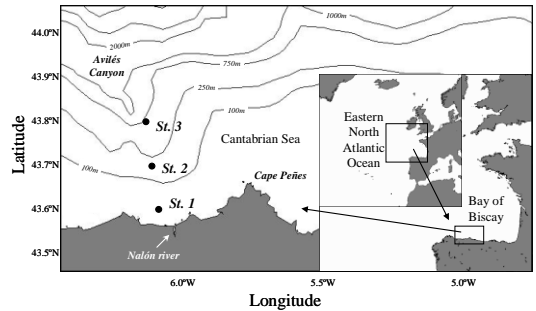 44.0°N
43.9°N
43.8°N
43.7°N
43.6°N
43.5°N
Latitude
2000m
1000m
750m
250m
100m
100m
Avilés
Canyon
St. 3
St. 2
St. 1
Cantabrian Sea
Cape Peñes
Nalón river
Eastern
North
Atlantic
Ocean
Bay of
Biscay
6.0°W
5.5°W
5.0°W
Longitude